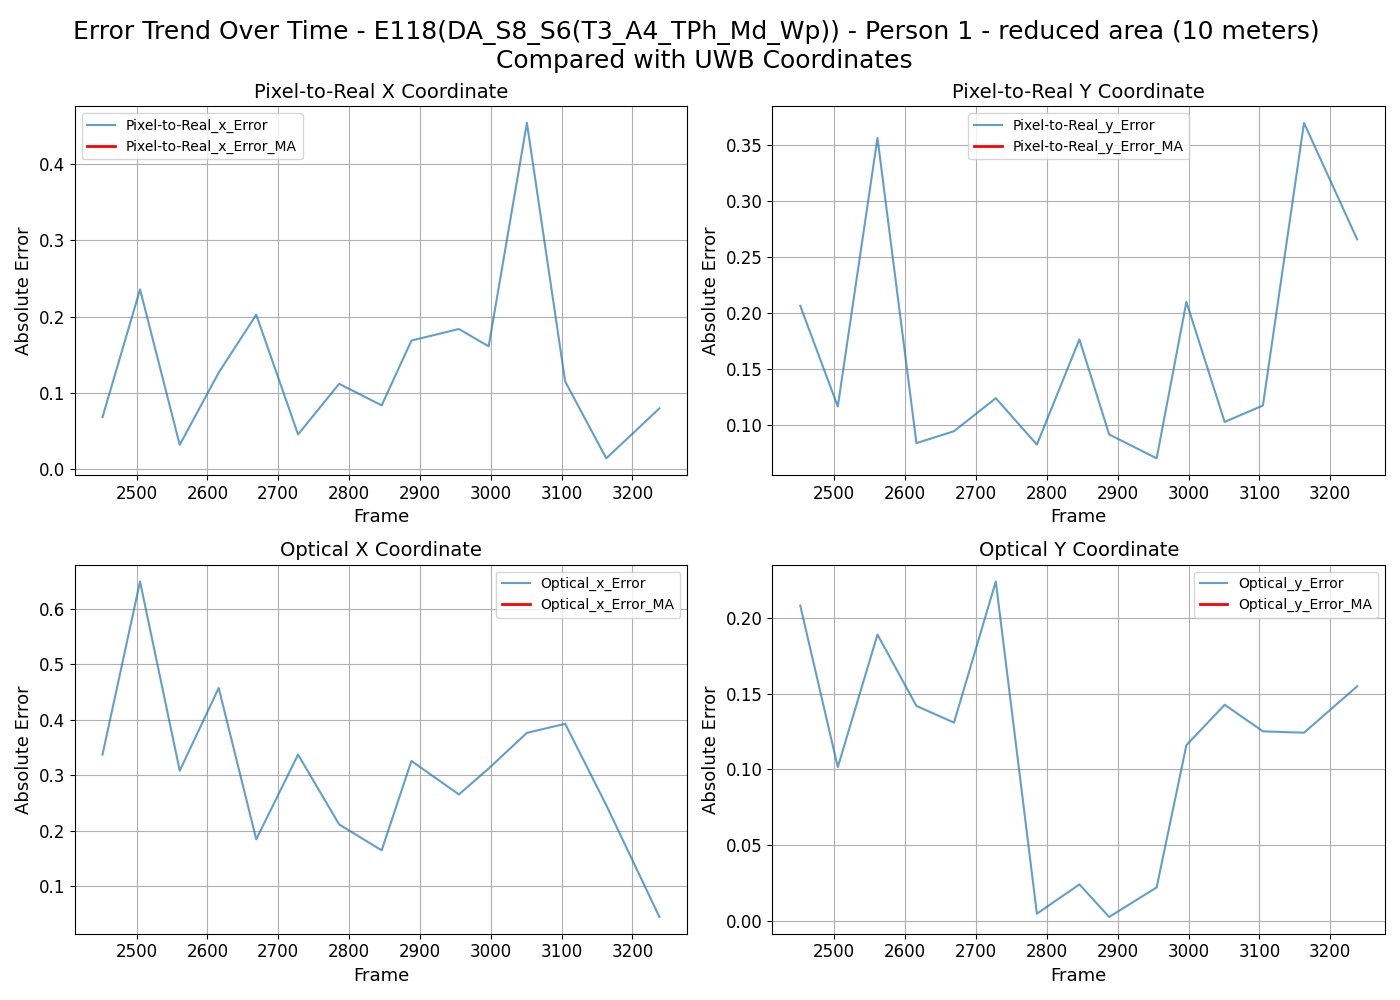 Error Trend Over Time - E118(DA_S8_S6(T3_A4_TPh_Md_Wp)) - Person 1 - reduced area (10 meters)
Compared with UWB Coordinates
Pixel-to-Real X Coordinate
Pixel-to-Real_x_Error
Pixel-to-Real_x_Error_MA
Absolute Error
0.4
0.3
0.2
0.1
0.0
2500 2600 2700 2800 2900 3000 3100 3200
Frame
Pixel-to-Real Y Coordinate
Pixel-to-Real_y_Error
Pixel-to-Real_y_Error_MA
Absolute Error
0.35
0.30
0.25
0.20
0.15
0.10
2500 2600 2700 2800 2900 3000 3100 3200
Frame
Optical X Coordinate
Optical_x_Error
Optical_x_Error_MA
Absolute Error
0.6
0.5
0.4
0.3
0.2
0.1
2500 2600 2700 2800 2900 3000 3100 3200
Frame
Optical Y Coordinate
Optical_y_Error
Optical_y_Error_MA
Absolute Error
0.20
0.15
0.10
0.05
0.00
2500 2600 2700 2800 2900 3000 3100 3200
Frame